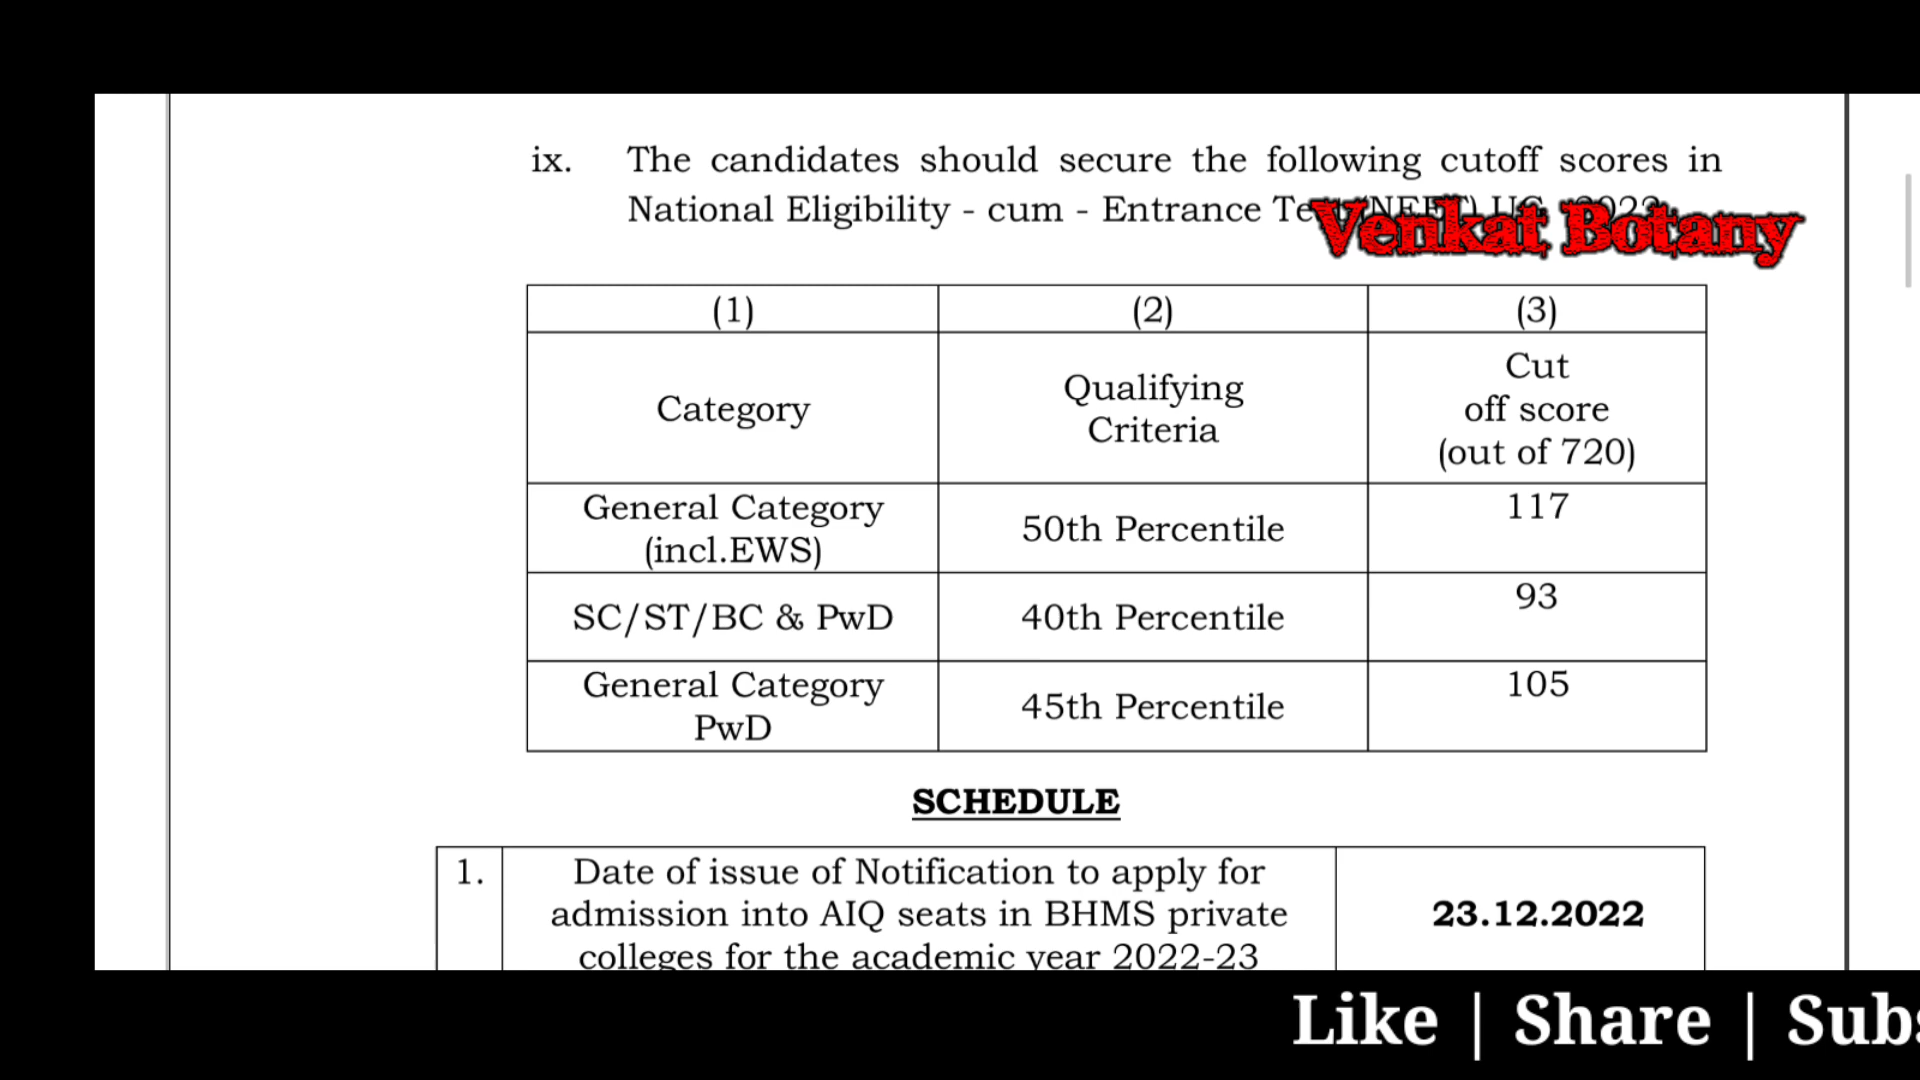 ix. The candidates should secure the following cutoff scores in
National Eligibility - cum - Entrance
Venkat Botany
(1) (2) (3)
Category Qualifying Criteria Cut off score (out of 720)
General Category (incl.EWS) 50th Percentile 117
SC/ST/BC & PwD 40th Percentile 93
General Category PwD 45th Percentile 105
SCHEDULE
1. Date of issue of Notification to apply for
admission into AIQ seats in BHMS private 23.12.2022
colleges for the academic year 2022-23
Like | Share |